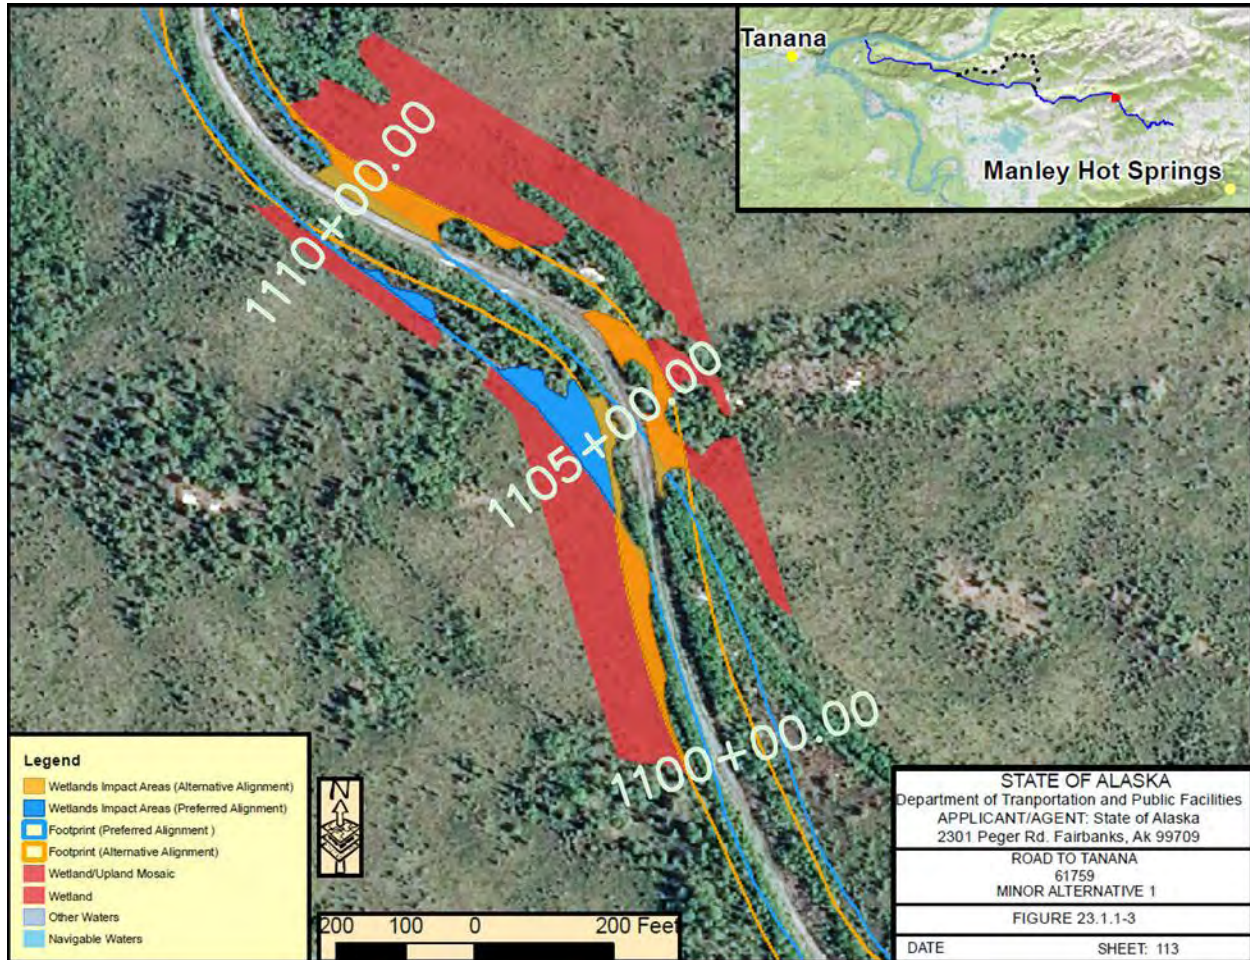 Tanana
Manley Hot Springs
1110+00.00
1105+00.00
1100+00.00
Legend
Wetlands Impact Areas (Alternative Alignment)
Wetlands Impact Areas (Preferred Alignment)
Footprint (Preferred Alignment )
Footprint (Alternative Alignment)
Wetland/Upland Mosaic
Wetland
Other Waters
Navigable Waters
N
200 100 0 200 Feet
STATE OF ALASKA
Department of Tranportation and Public Facilities
APPLICANT/AGENT: State of Alaska
2301 Peger Rd. Fairbanks, Ak 99709
ROAD TO TANANA
61759
MINOR ALTERNATIVE 1
FIGURE 23.1.1-3
DATE SHEET: 113